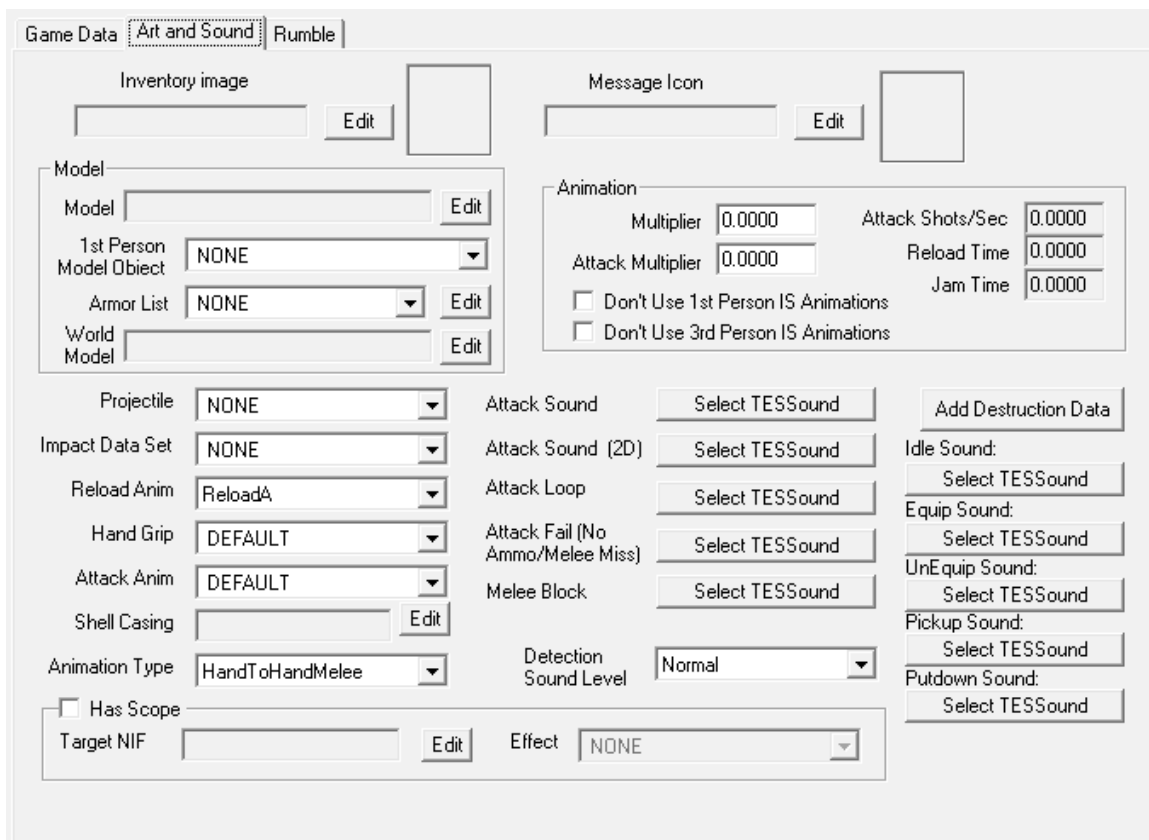 Game Data Art and Sound Rumble
Inventory image
Edit
Message Icon
Edit
Model
Model Edit
1st Person
Model Obiect
NONE
Armor List NONE Edit
World
Model
Edit
Animation
Multiplier 0.0000
Attack Multiplier 0.0000
Attack Shots/Sec 0.0000
Reload Time 0.0000
Jam Time 0.0000
Don't Use 1st Person IS Animations
Don't Use 3rd Person IS Animations
Projectile NONE
Impact Data Set NONE
Reload Anim ReloadA
Hand Grip DEFAULT
Attack Anim DEFAULT
Shell Casing Edit
Animation Type HandToHandMelee
Attack Sound Select TESSound
Attack Sound (2D) Select TESSound
Attack Loop Select TESSound
Attack Fail (No
Ammo/Melee Miss)
Select TESSound
Melee Block Select TESSound
Detection
Sound Level
Normal
Add Destruction Data
Idle Sound:
Select TESSound
Equip Sound:
Select TESSound
UnEquip Sound:
Select TESSound
Pickup Sound:
Select TESSound
Putdown Sound:
Select TESSound
Has Scope
Target NIF Edit Effect NONE